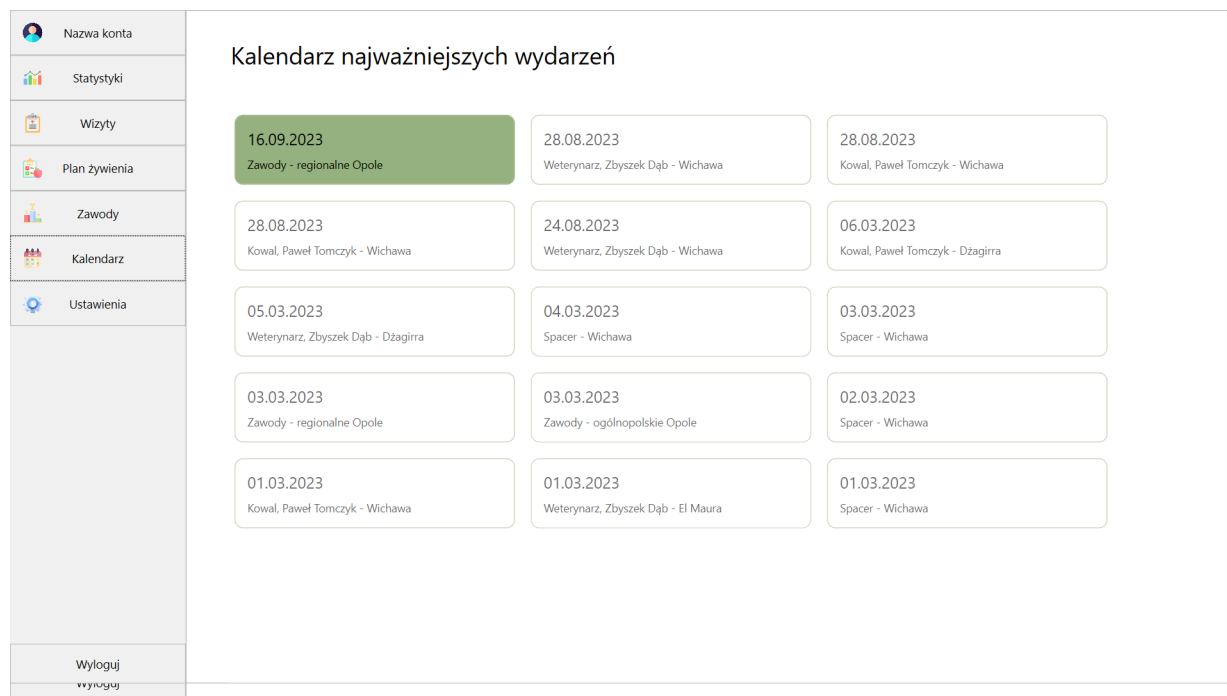 Nazwa konta
Statystyki
Wizyty
Plan żywienia
Zawody
Kalendarz
Ustawienia
Wyloguj
Wyloguj
Kalendarz najważniejszych wydarzeń
16.09.2023
Zawody - regionalne Opole
28.08.2023
Weterynarz, Zbyszek Dąb - Wichawa
28.08.2023
Kowal, Paweł Tomczyk - Wichawa
28.08.2023
Kowal, Paweł Tomczyk - Wichawa
24.08.2023
Weterynarz, Zbyszek Dąb - Wichawa
06.03.2023
Kowal, Paweł Tomczyk - Dżagirra
05.03.2023
Weterynarz, Zbyszek Dąb - Dżagirra
04.03.2023
Spacer - Wichawa
03.03.2023
Spacer - Wichawa
03.03.2023
Zawody - regionalne Opole
03.03.2023
Zawody - ogólnopolskie Opole
02.03.2023
Spacer - Wichawa
01.03.2023
Kowal, Paweł Tomczyk - Wichawa
01.03.2023
Weterynarz, Zbyszek Dąb - El Maura
01.03.2023
Spacer - Wichawa